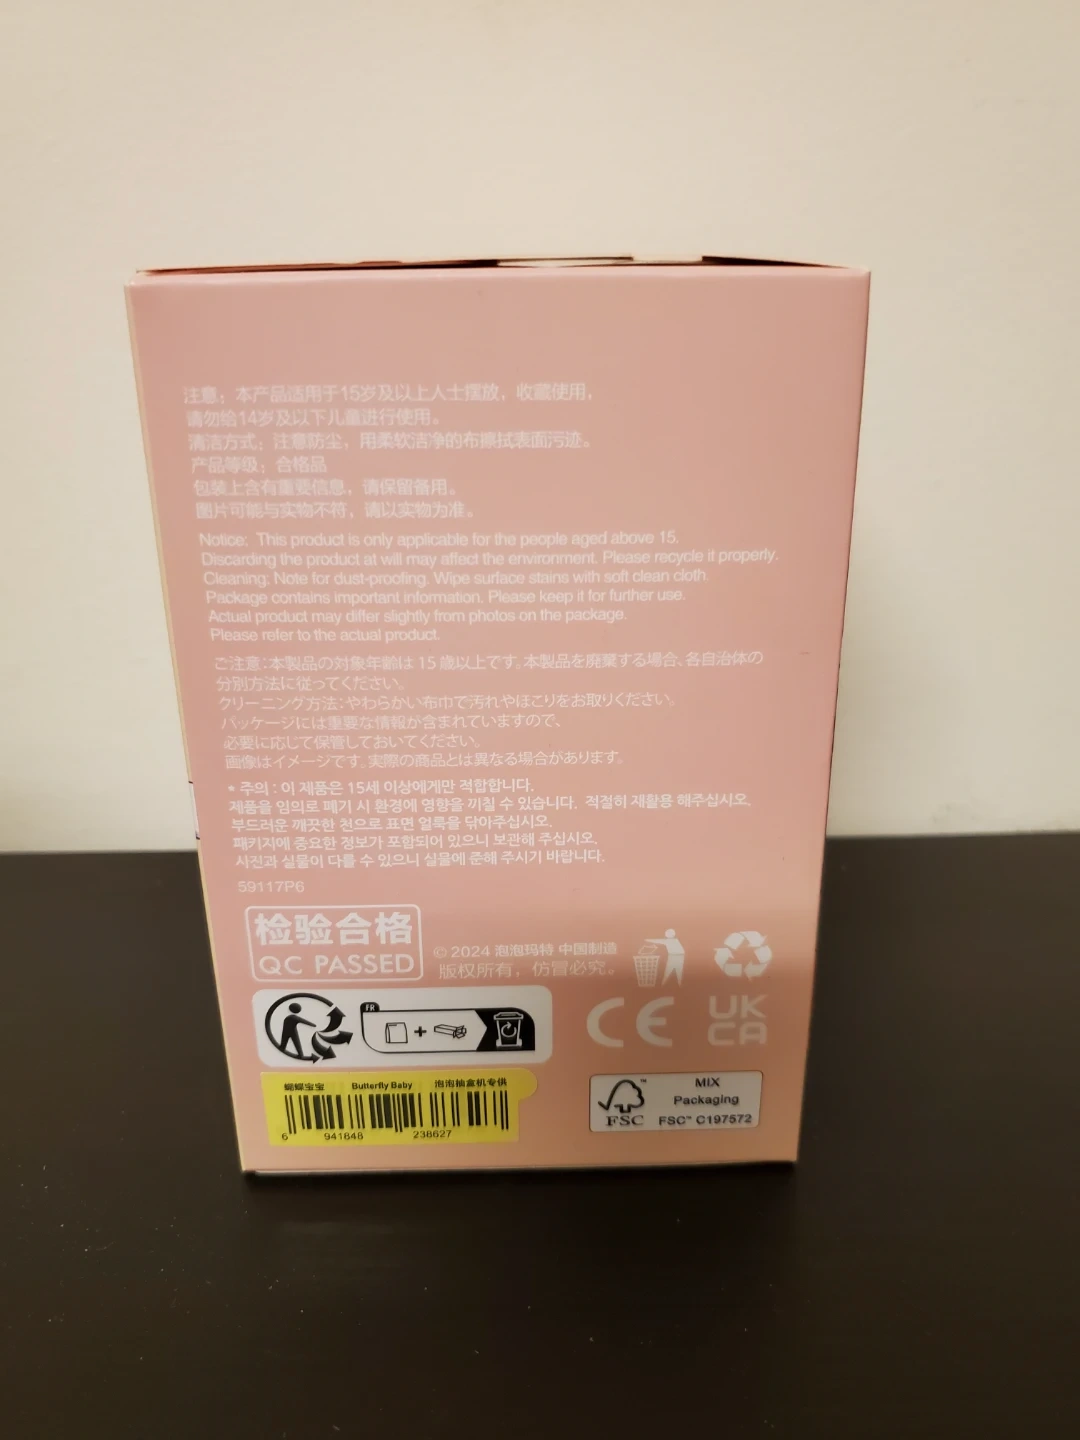 注意：本产品适用于15岁及以上人士摆放，收藏使用，
请勿给14岁及以下儿童进行使用。
清洁方式：注意防尘，用柔软洁净的布擦拭表面污迹。
产品等级：合格品
包装上含有重要信息，请保留备用。
图片可能与实物不符，请以实物为准。
Notice: This product is only applicable for the people aged above 15.
Discarding the product at will may affect the environment. Please recycle it properly.
Cleaning: Note for dust-proofing. Wipe surface stains with soft clean cloth.
Package contains important information. Please keep it for further use.
Actual product may differ slightly from photos on the package.
Please refer to the actual product.
ご注意：本製品の対象年齢は 15 歳以上です。本製品を廃棄する場合、各自治体の
分別方法に従ってください。
クリーニング方法：やわらかい布巾で汚れやほこりをお取りください。
パッケージには重要な情報が含まれていますので、
必要に応じて保管しておいてください。
画像はイメージです。実際の商品とは異なる場合があります。
* 주의 : 이 제품은 15세 이상에게만 적합합니다.
제품을 임의로 폐기 시 환경에 영향을 끼칠 수 있습니다. 적절히 재활용 해주십시오.
부드러운 깨끗한 천으로 표면 얼룩을 닦아주십시오.
패키지에 중요한 정보가 포함되어 있으니 보관해 주십시오.
사진과 실물이 다를 수 있으니 실물에 준해 주시기 바랍니다.
59117P6
检验合格
QC PASSED
© 2024 泡泡玛特 中国制造
版权所有，仿冒必究。
FR
CE
UK
CA
蝴蝶宝宝 Butterfly Baby 泡泡抽盒机专供
6 941848 238627
FSC™
MIX
Packaging
FSC™ C197572